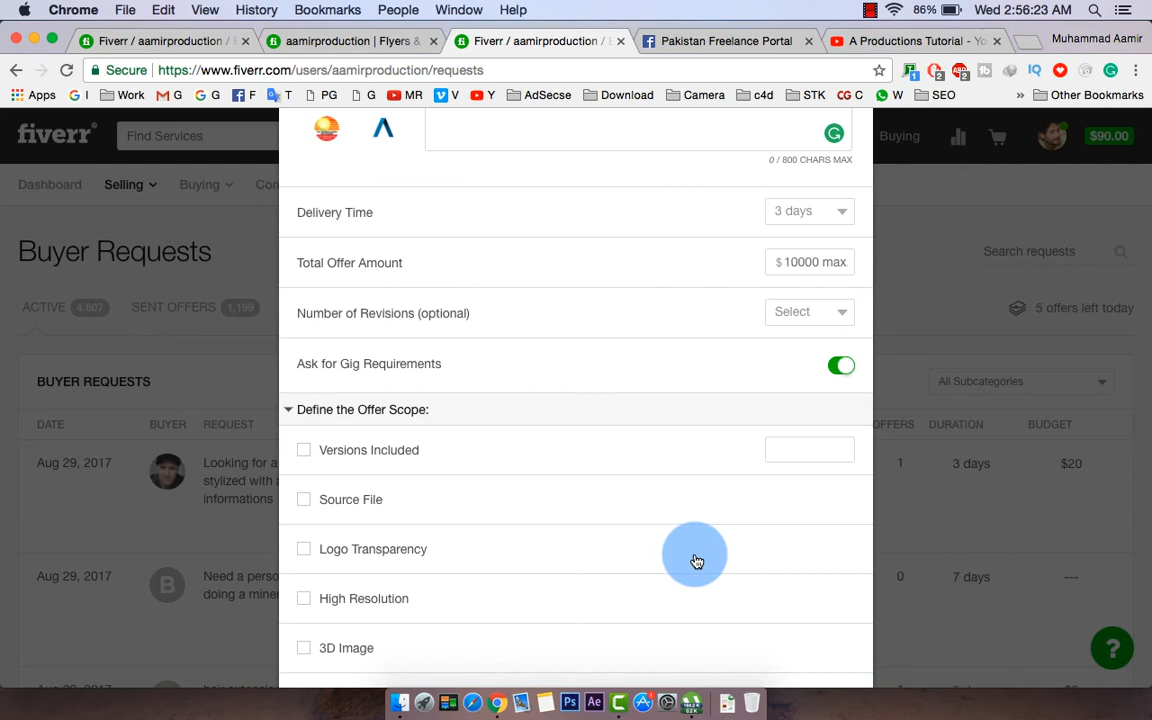 Chrome File Edit View History Bookmarks People Window Help 86% Wed 2:56:23 AM
Fiverr / aamirproduction / aamirproduction | Flyers & Fiverr / aamirproduction / Pakistan Freelance Portal A Productions Tutorial - Yo Muhammad Aamir
Secure https://www.fiverr.com/users/aamirproduction/requests
Apps G I Work G G G F T PG G MR V Y AdSecse Download Camera c4d STK CG C W SEO » Other Bookmarks
fiverr Find Services Buying $90.00
0 / 800 CHARS MAX
Dashboard Selling Buying
Delivery Time 3 days
Buyer Requests Search requests
Total Offer Amount $ 10000 max
ACTIVE 4,607 SENT OFFERS 1,199 5 offers left today
Number of Revisions (optional) Select
Ask for Gig Requirements
BUYER REQUESTS All Subcategories
Define the Offer Scope:
DATE BUYER REQUEST OFFERS DURATION BUDGET
Versions Included
Aug 29, 2017 Looking for a 1 3 days $20
stylized with
informations
Source File
Logo Transparency
Aug 29, 2017 B Need a 0 7 days ---
doing a
High Resolution
3D Image
?